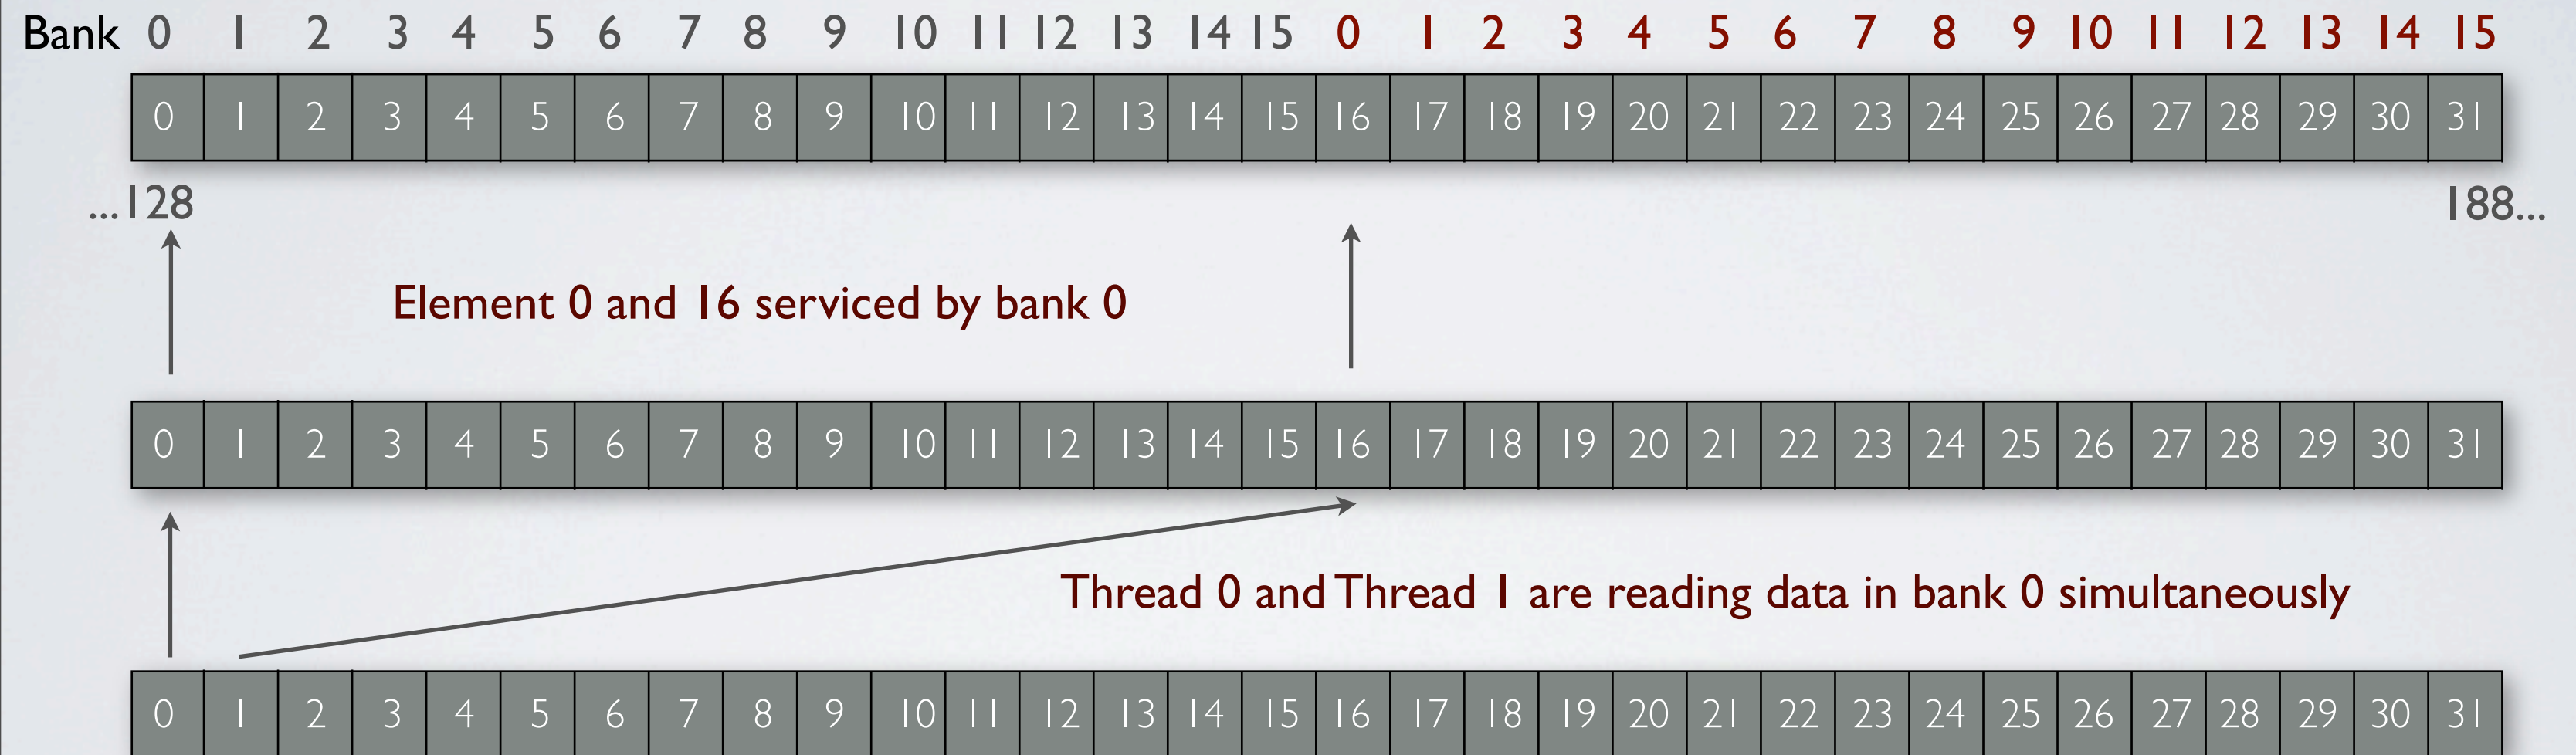 Bank 0 1 2 3 4 5 6 7 8 9 10 11 12 13 14 15 0 1 2 3 4 5 6 7 8 9 10 11 12 13 14 15
0 1 2 3 4 5 6 7 8 9 10 11 12 13 14 15 16 17 18 19 20 21 22 23 24 25 26 27 28 29 30 31
...128 188...
Element 0 and 16 serviced by bank 0
0 1 2 3 4 5 6 7 8 9 10 11 12 13 14 15 16 17 18 19 20 21 22 23 24 25 26 27 28 29 30 31
Thread 0 and Thread 1 are reading data in bank 0 simultaneously
0 1 2 3 4 5 6 7 8 9 10 11 12 13 14 15 16 17 18 19 20 21 22 23 24 25 26 27 28 29 30 31